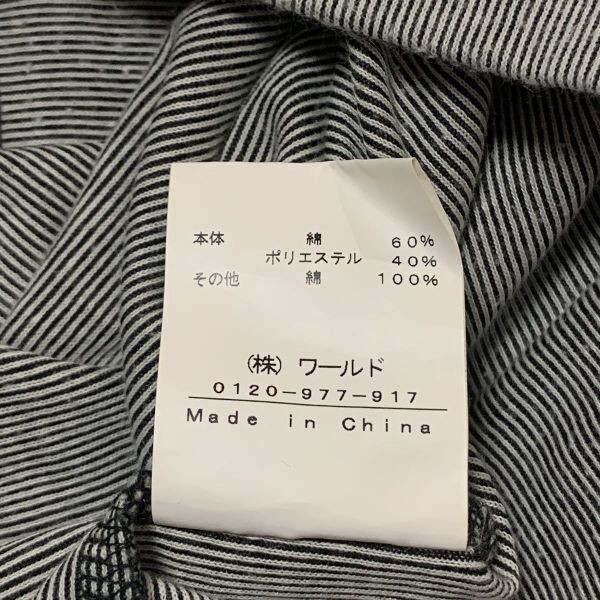 本体 綿 60%
ポリエステル 40%
その他 綿 100%
(株) ワールド
0120-977-917
Made in China